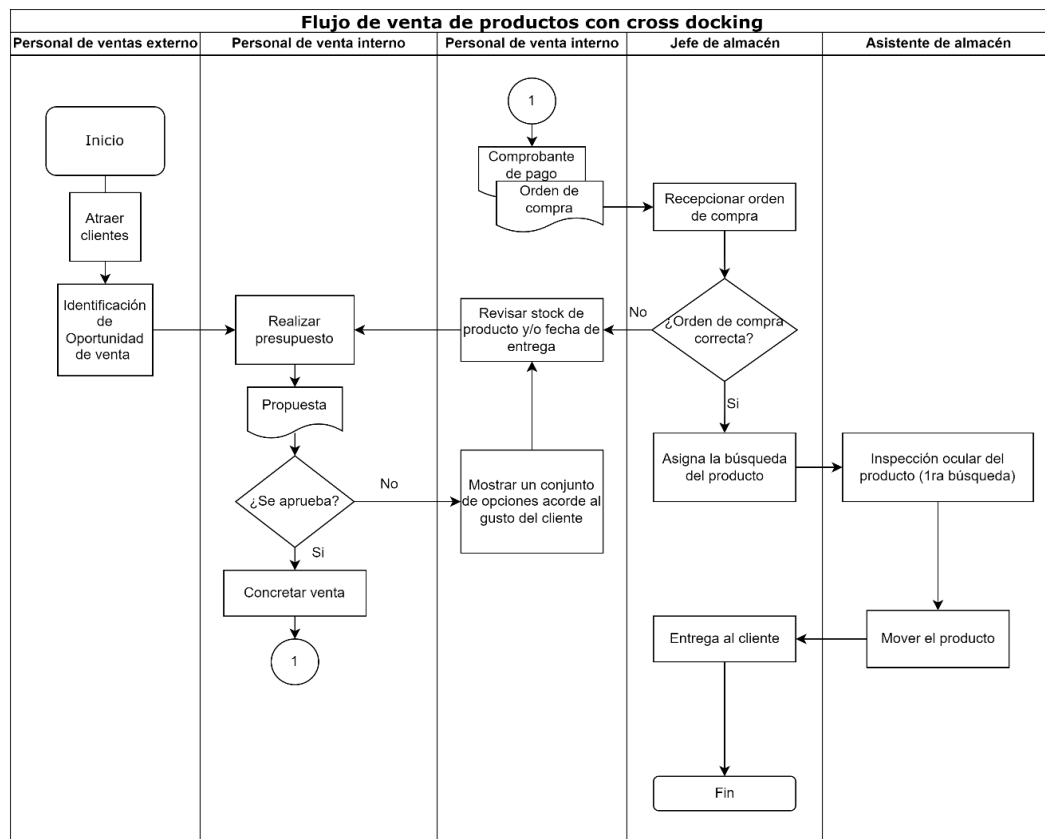 Flujo de venta de productos con cross docking
Personal de ventas externo
Personal de venta interno
Personal de venta interno
Jefe de almacén
Asistente de almacén
Inicio
Atraer
clientes
Identificación
de
Oportunidad
de venta
Realizar
presupuesto
Propuesta
¿Se aprueba?
No
Si
Concretar venta
1
1
Comprobante
de pago
Orden de
compra
Revisar stock de
producto y/o fecha de
entrega
Mostrar un conjunto
de opciones acorde al
gusto del cliente
Recepcionar orden
de compra
¿Orden de compra
correcta?
No
Si
Asigna la búsqueda
del producto
Inspección ocular del
producto (1ra búsqueda)
Mover el producto
Entrega al cliente
Fin